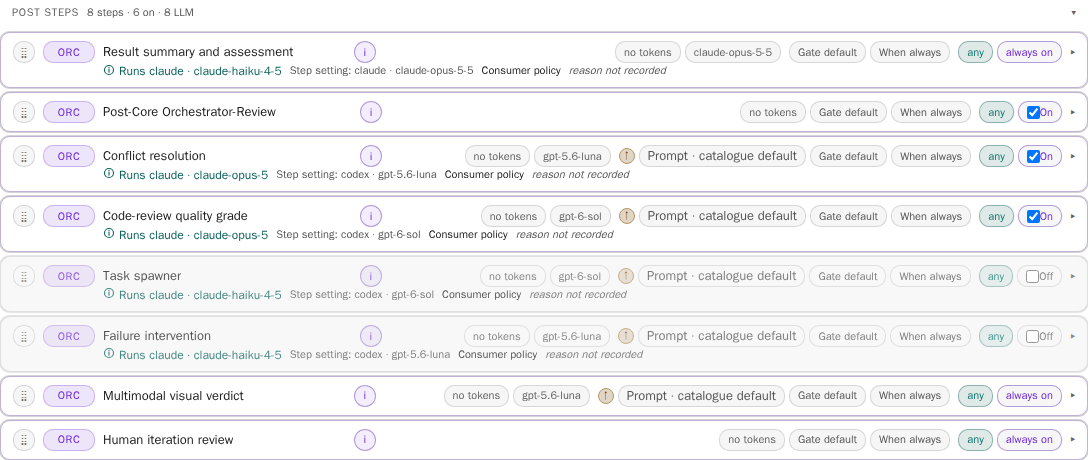 POST STEPS 8 steps · 6 on · 8 LLM ▾
⠿ ORC Result summary and assessment i no tokens claude-opus-5-5 Gate default When always any always on ▸
ⓘ Runs claude · claude-haiku-4-5 Step setting: claude · claude-opus-5-5 Consumer policy reason not recorded
⠿ ORC Post-Core Orchestrator-Review i no tokens Gate default When always any On ▸
⠿ ORC Conflict resolution i no tokens gpt-5.6-luna ↑ Prompt · catalogue default Gate default When always any On ▸
ⓘ Runs claude · claude-opus-5 Step setting: codex · gpt-5.6-luna Consumer policy reason not recorded
⠿ ORC Code-review quality grade i no tokens gpt-6-sol ↑ Prompt · catalogue default Gate default When always any On ▸
ⓘ Runs claude · claude-opus-5 Step setting: codex · gpt-6-sol Consumer policy reason not recorded
⠿ ORC Task spawner i no tokens gpt-6-sol ↑ Prompt · catalogue default Gate default When always any Off ▸
ⓘ Runs claude · claude-haiku-4-5 Step setting: codex · gpt-6-sol Consumer policy reason not recorded
⠿ ORC Failure intervention i no tokens gpt-5.6-luna ↑ Prompt · catalogue default Gate default When always any Off ▸
ⓘ Runs claude · claude-haiku-4-5 Step setting: codex · gpt-5.6-luna Consumer policy reason not recorded
⠿ ORC Multimodal visual verdict i no tokens gpt-5.6-luna ↑ Prompt · catalogue default Gate default When always any always on ▸
⠿ ORC Human iteration review i no tokens Gate default When always any always on ▸